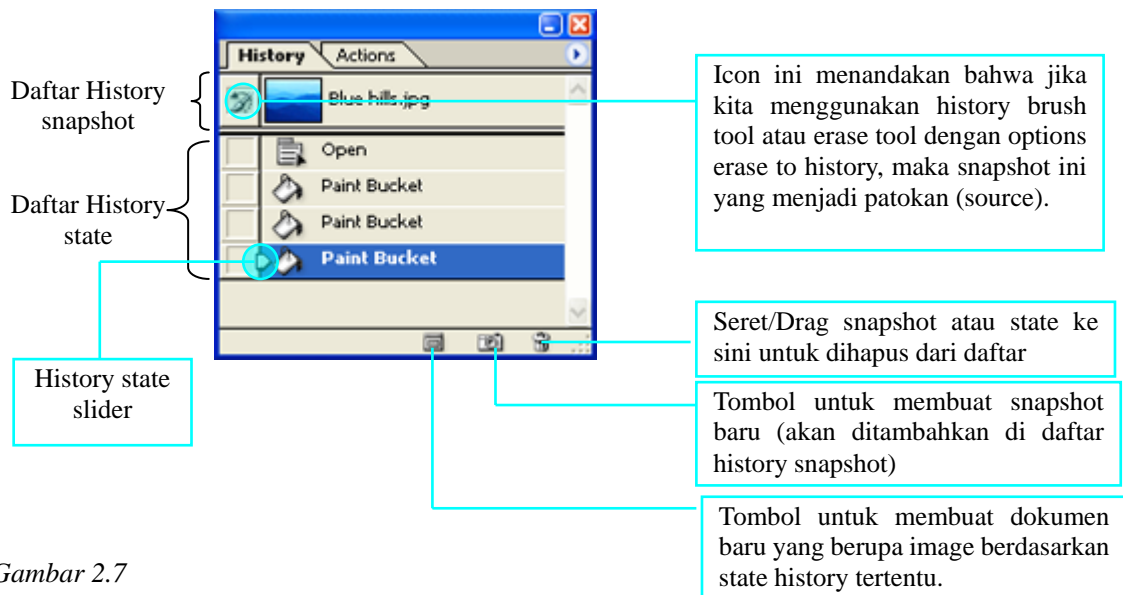 History Actions
Daftar History
snapshot
Blue hills.jpg
Daftar History
state
Open
Paint Bucket
Paint Bucket
Paint Bucket
History state
slider
Icon ini menandakan bahwa jika
kita menggunakan history brush
tool atau erase tool dengan options
erase to history, maka snapshot ini
yang menjadi patokan (source).
Seret/Drag snapshot atau state ke
sini untuk dihapus dari daftar
Tombol untuk membuat snapshot
baru (akan ditambahkan di daftar
history snapshot)
Tombol untuk membuat dokumen
baru yang berupa image berdasarkan
state history tertentu.
Gambar 2.7